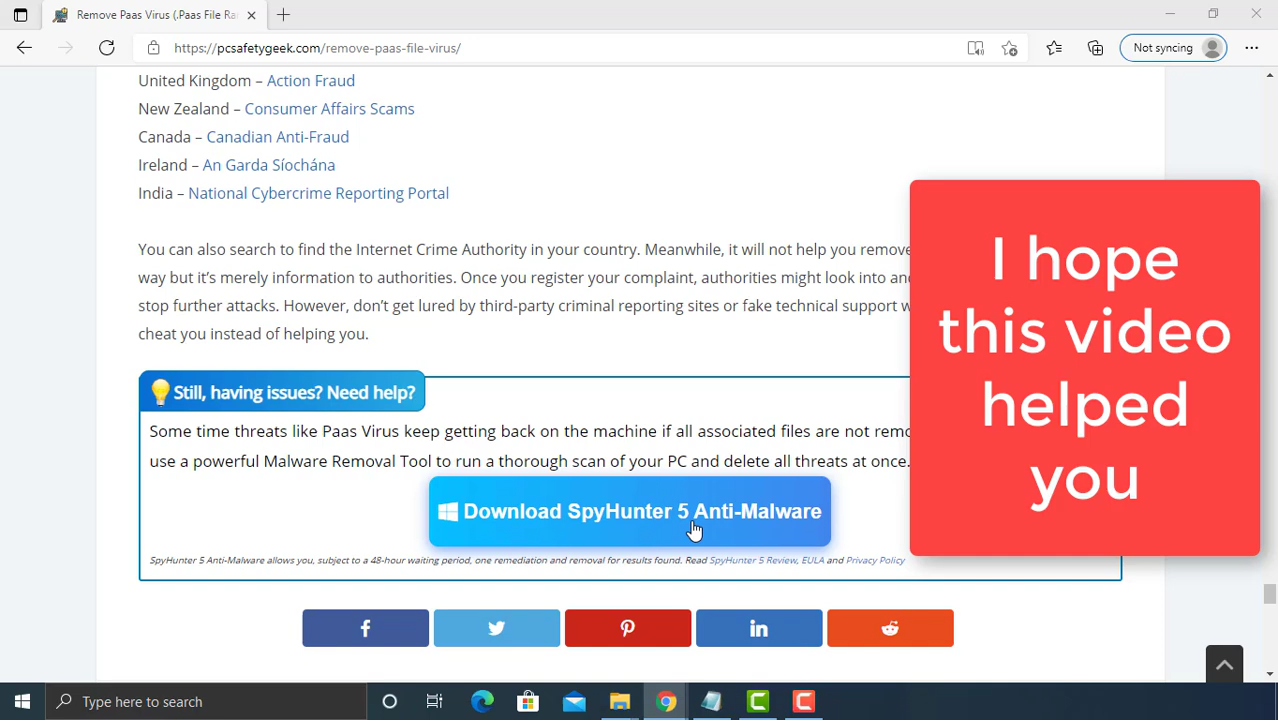 Remove Paas Virus (.Paas File Ra
https://pcsafetygeek.com/remove-paas-file-virus/
Not syncing
United Kingdom – Action Fraud
New Zealand – Consumer Affairs Scams
Canada – Canadian Anti-Fraud
Ireland – An Garda Síochána
India – National Cybercrime Reporting Portal
You can also search to find the Internet Crime Authority in your country. Meanwhile, it will not help you remove
way but it's merely information to authorities. Once you register your complaint, authorities might look into and
stop further attacks. However, don't get lured by third-party criminal reporting sites or fake technical support w
cheat you instead of helping you.
I hope
this video
helped
you
Still, having issues? Need help?
Some time threats like Paas Virus keep getting back on the machine if all associated files are not remo
use a powerful Malware Removal Tool to run a thorough scan of your PC and delete all threats at once.
Download SpyHunter 5 Anti-Malware
SpyHunter 5 Anti-Malware allows you, subject to a 48-hour waiting period, one remediation and removal for results found. Read SpyHunter 5 Review, EULA and Privacy Policy
Type here to search